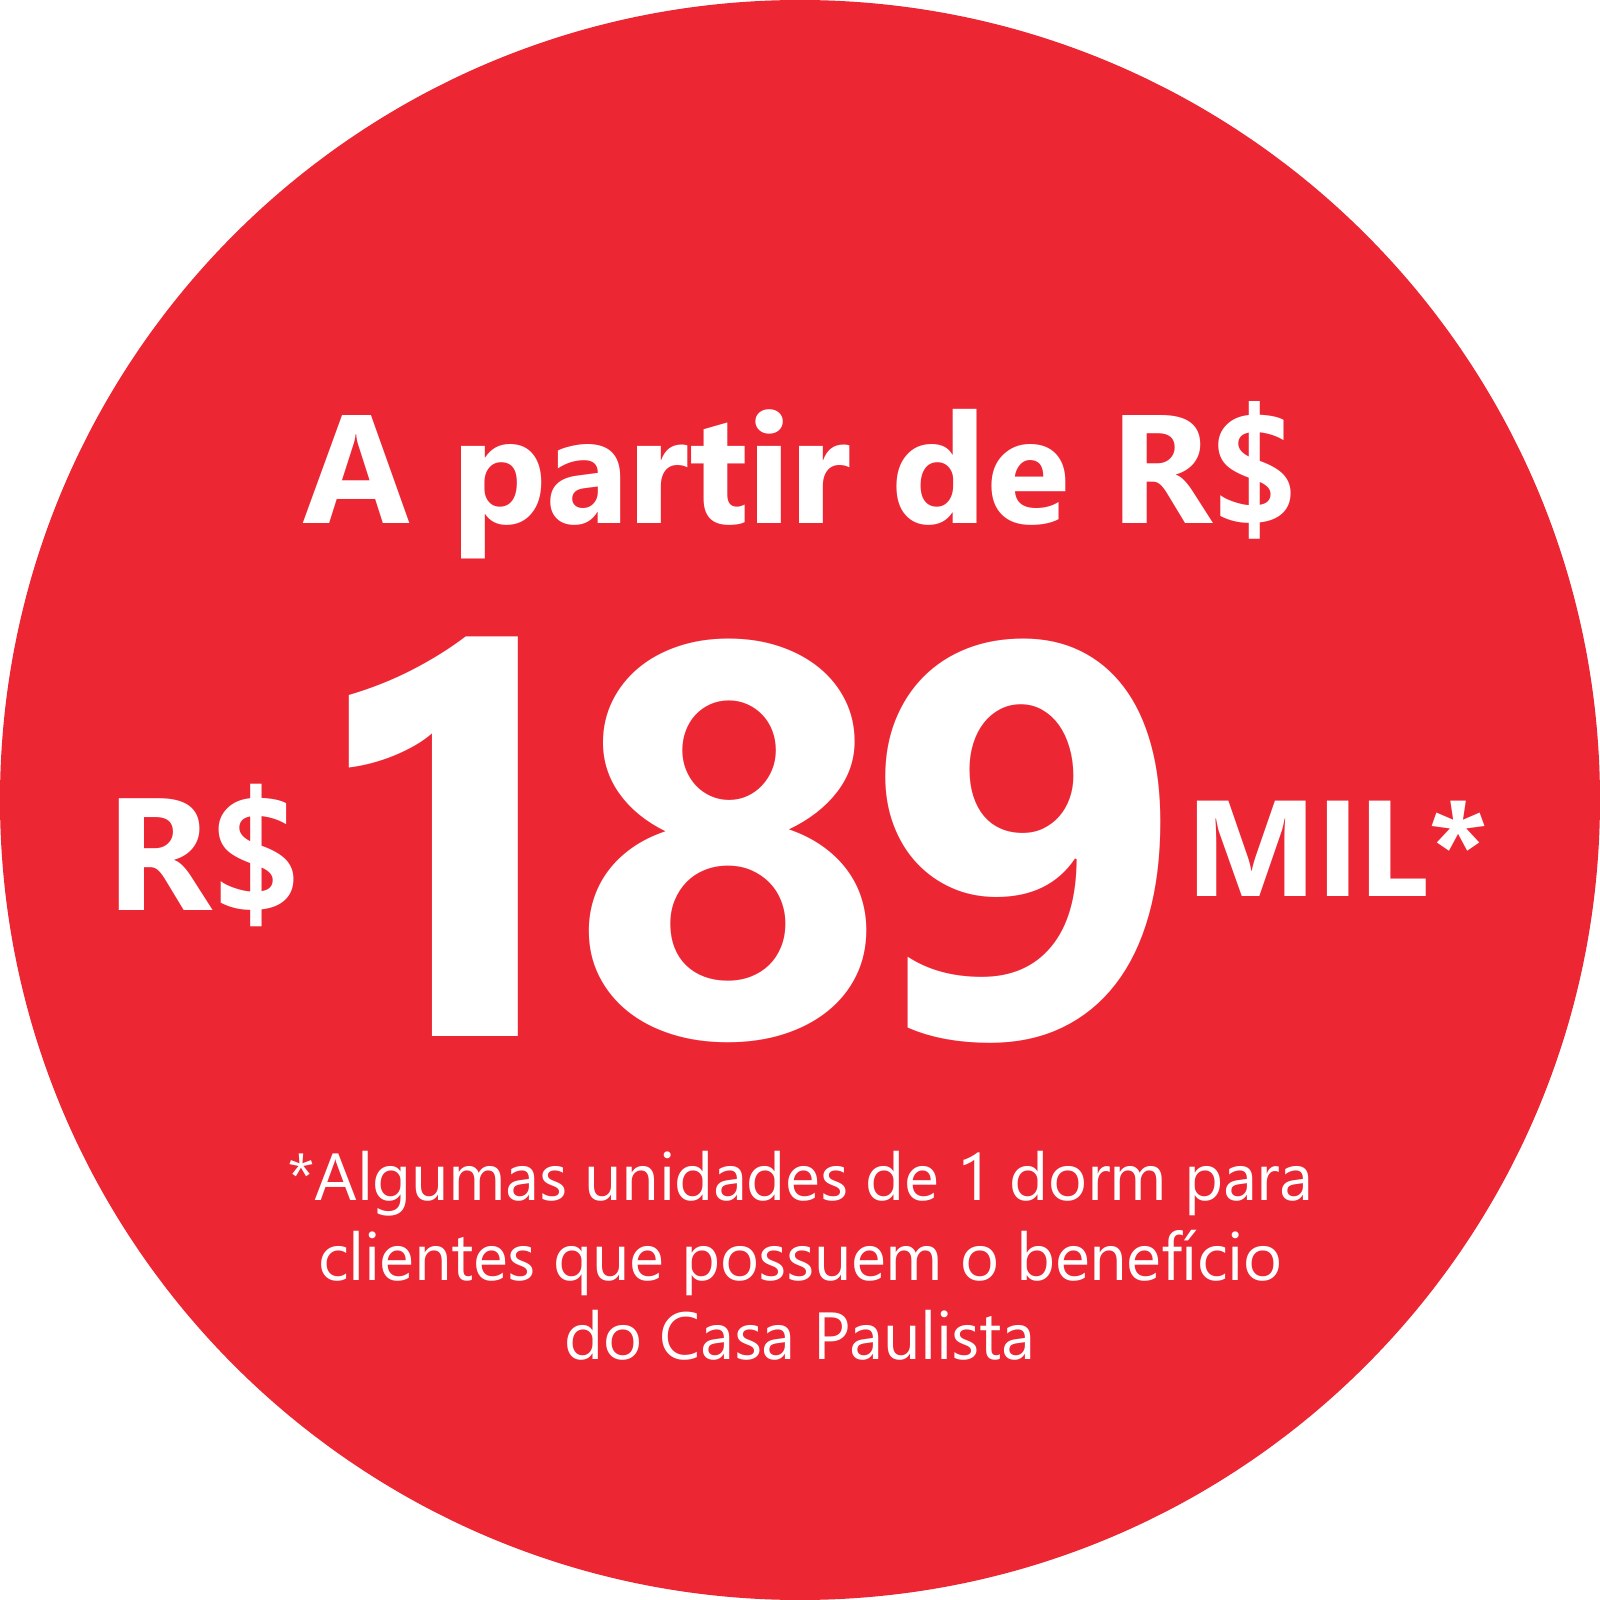 A partir de R$
R$ 189 MIL*
*Algumas unidades de 1 dorm para
clientes que possuem o benefício
do Casa Paulista